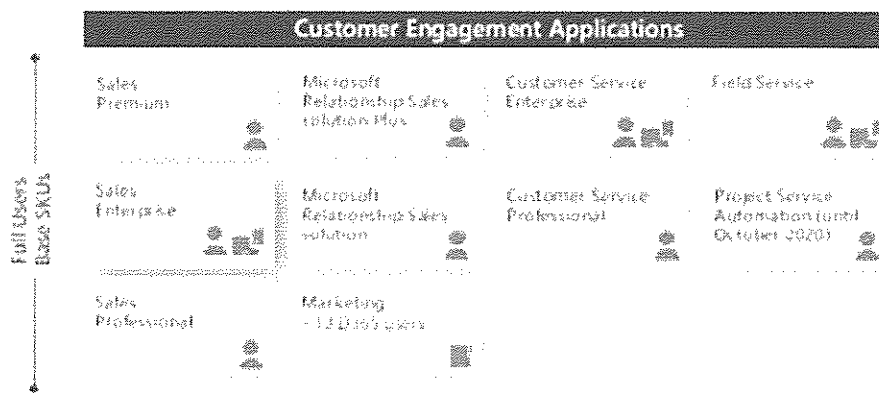 Customer Engagement Applications
Full Users
Base SKUs
Sales
Premium
Microsoft
Relationship Sales
solution Plus
Customer Service
Enterprise
Field Service
Sales
Enterprise
Microsoft
Relationship Sales
solution
Customer Service
Professional
Project Service
Automation (until
October 2020)
Sales
Professional
Marketing
users